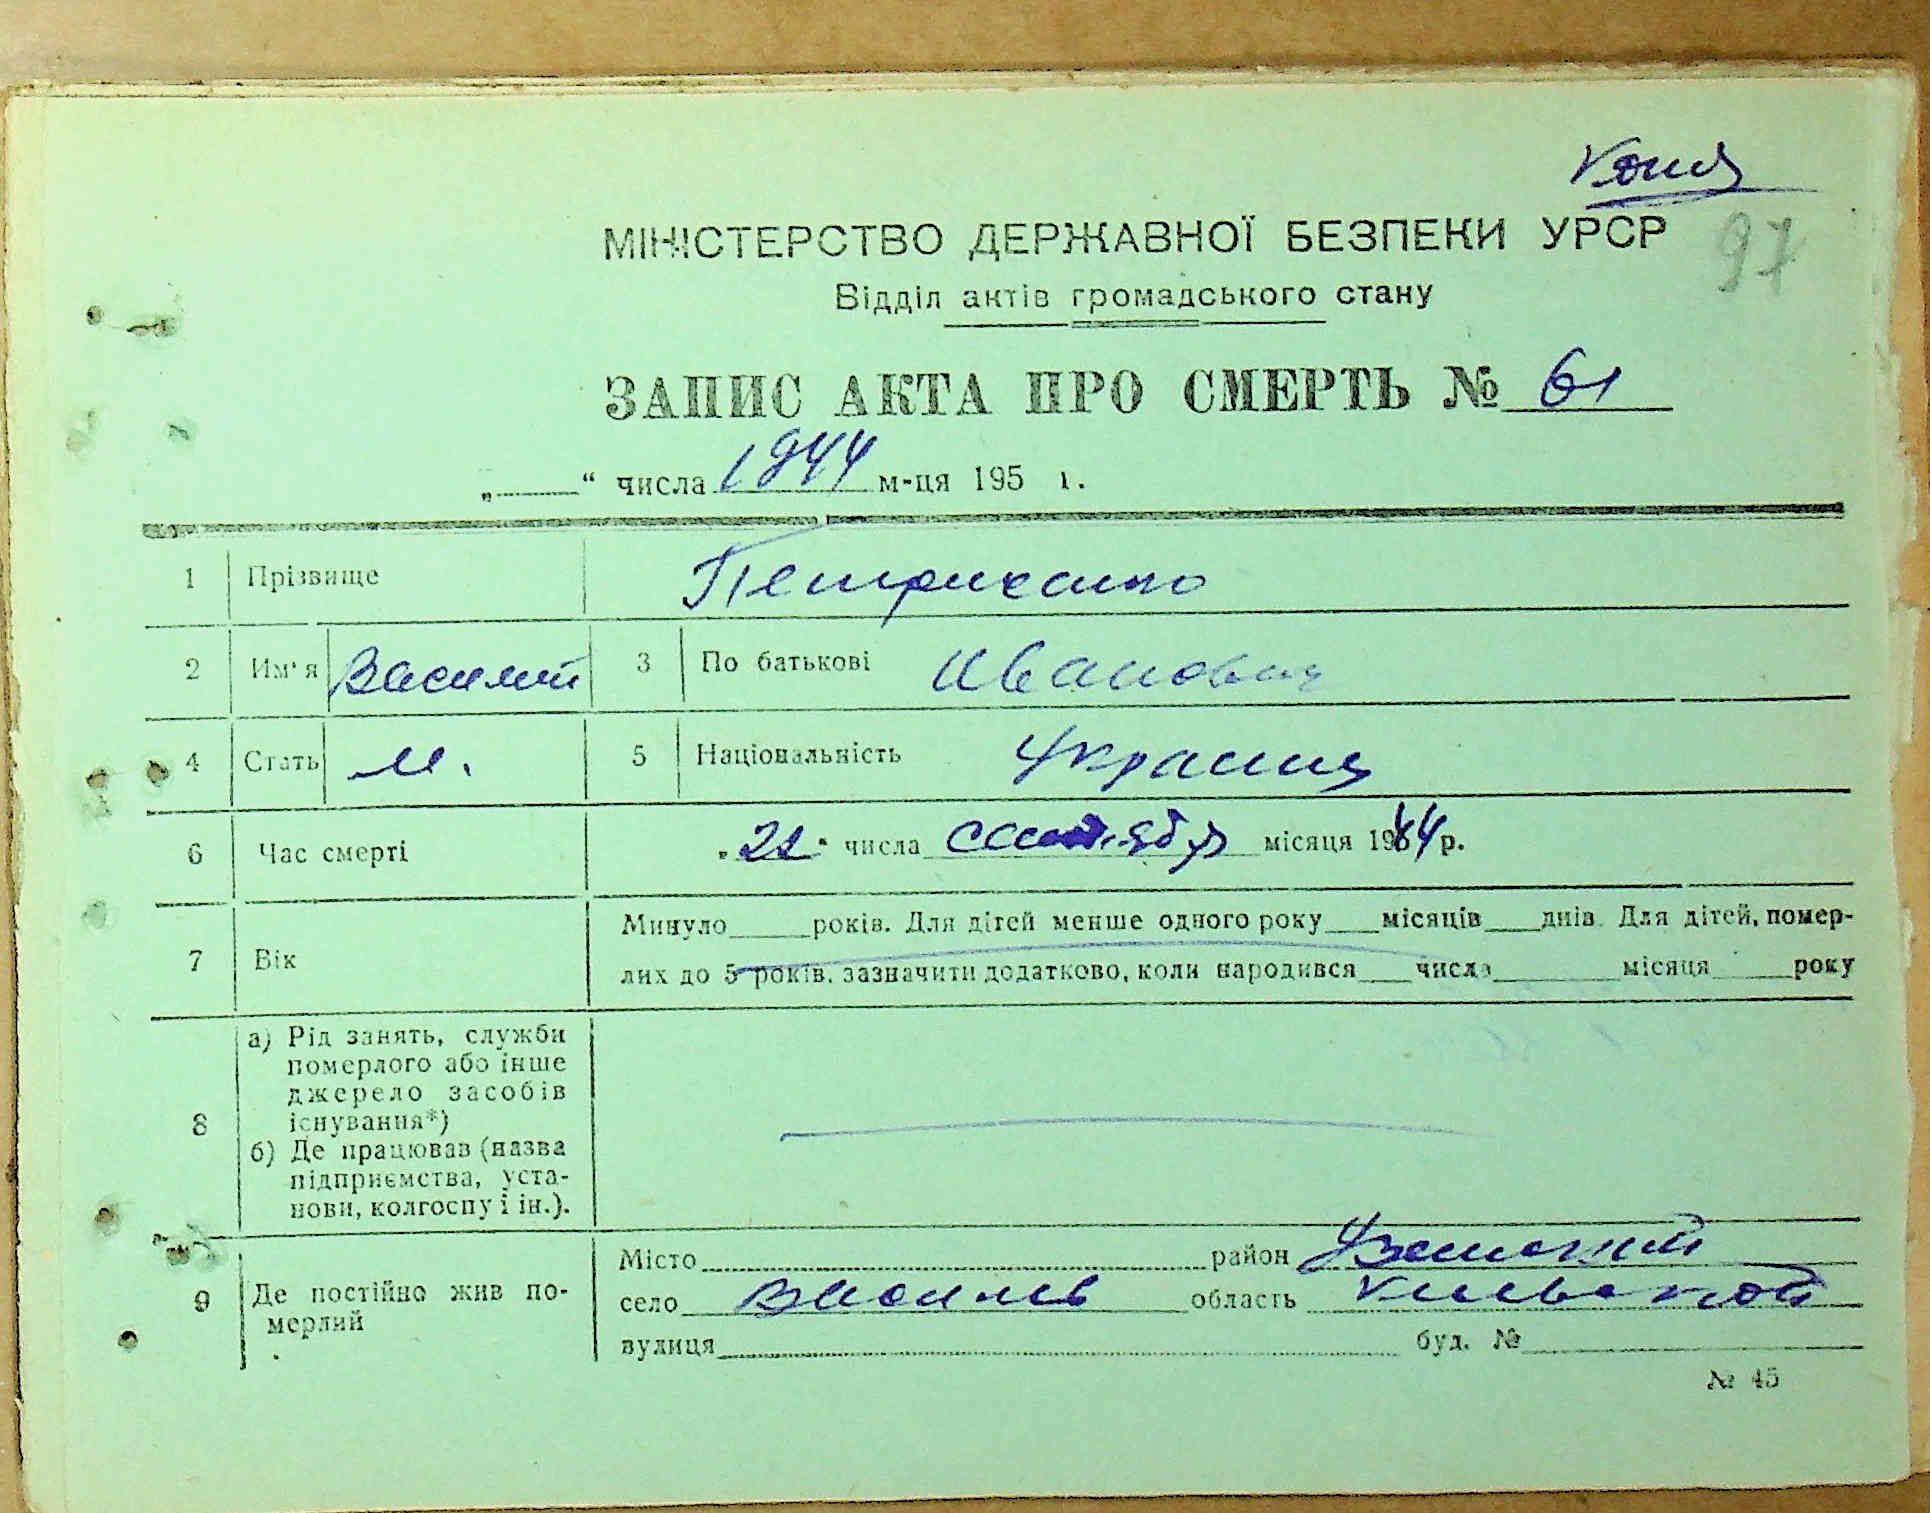 Копія
МІНІСТЕРСТВО ДЕРЖАВНОЇ БЕЗПЕКИ УРСР
97
Відділ актів громадського стану
ЗАПИС АКТА ПРО СМЕРТЬ № 61
„ “ числа 1944 м-ця 195 г.
1 Прізвище
2 Им'я Василий 3 По батькові Иванович
4 Стать м. 5 Національність Украинц
6 Час смерті „22“ числа сентября місяця 1944 р.
7 Вік Минуло років. Для дітей менше одного року місяців днів. Для дітей, помер-
лих до 5 років, зазначити додатково, коли народився числа місяця року
8 а) Рід занять, служби
померлого або інше
джерело засобів
існування*)
б) Де працював (назва
підприємства, уста-
нови, колгоспу і ін.).
9 Де постійно жив по-
мерлий
Місто район Узинский
село область Киевской
вулиця буд. №
№ 45